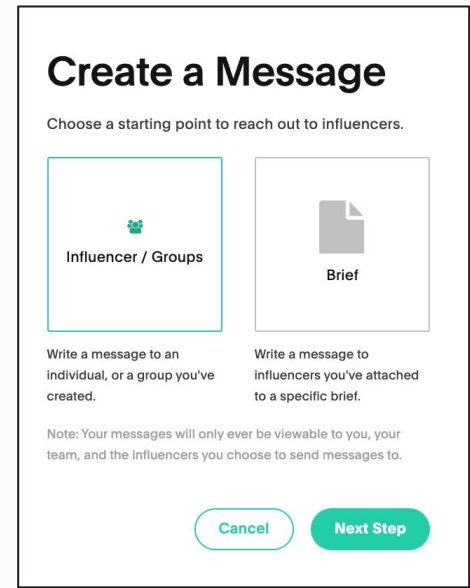 Create a Message
Choose a starting point to reach out to influencers.
Influencer / Groups
Brief
Write a message to an
individual, or a group you've
created.
Write a message to
influencers you've attached
to a specific brief.
Note: Your messages will only ever be viewable to you, your
team, and the influencers you choose to send messages to.
Cancel
Next Step